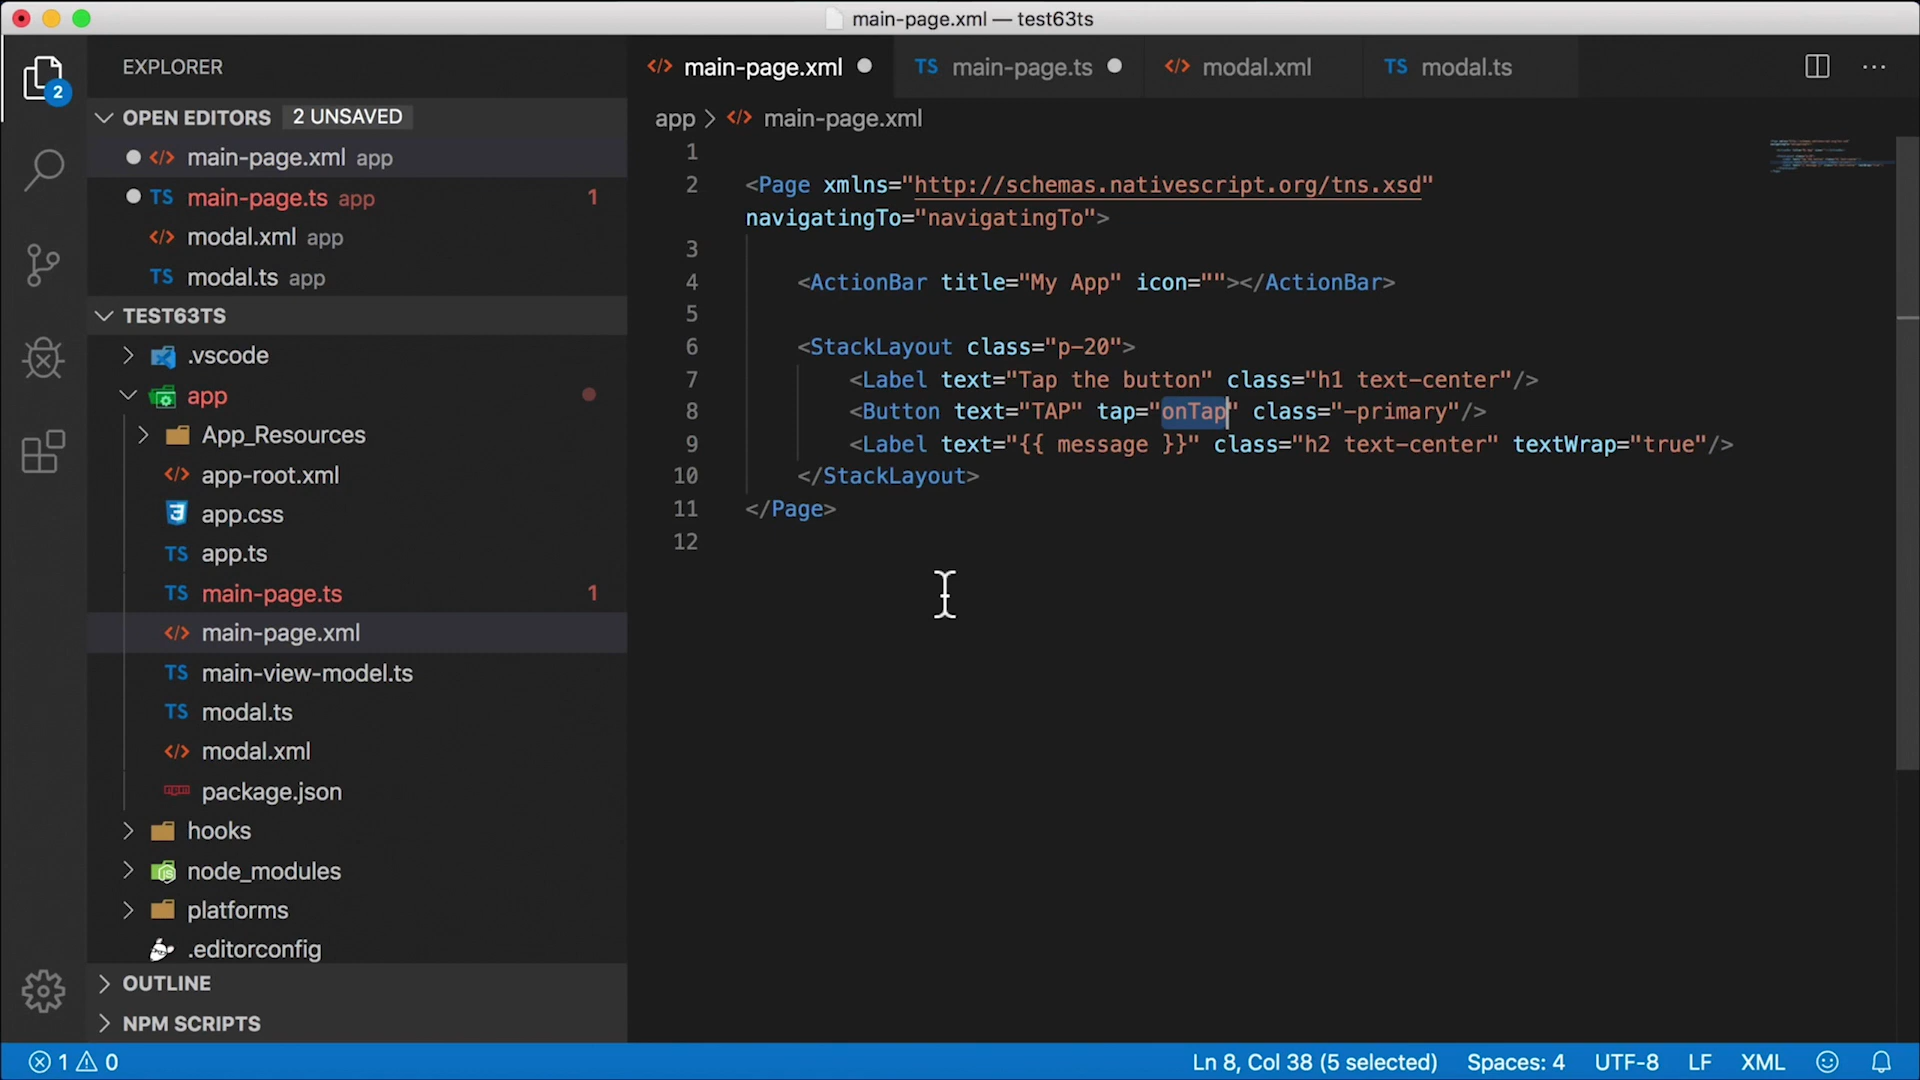 main-page.xml — test63ts
EXPLORER
OPEN EDITORS 2 UNSAVED
main-page.xml app
main-page.ts app 1
modal.xml app
modal.ts app
TEST63TS
.vscode
app
App_Resources
app-root.xml
app.css
app.ts
main-page.ts 1
main-page.xml
main-view-model.ts
modal.ts
modal.xml
package.json
hooks
node_modules
platforms
.editorconfig
OUTLINE
NPM SCRIPTS
2
main-page.xml TS main-page.ts modal.xml TS modal.ts
app > main-page.xml
1
2 <Page xmlns="http://schemas.nativescript.org/tns.xsd"
navigatingTo="navigatingTo">
3
4 <ActionBar title="My App" icon=""></ActionBar>
5
6 <StackLayout class="p-20">
7 <Label text="Tap the button" class="h1 text-center"/>
8 <Button text="TAP" tap="onTap" class="-primary"/>
9 <Label text="{{ message }}" class="h2 text-center" textWrap="true"/>
10 </StackLayout>
11 </Page>
12
1 0 Ln 8, Col 38 (5 selected) Spaces: 4 UTF-8 LF XML